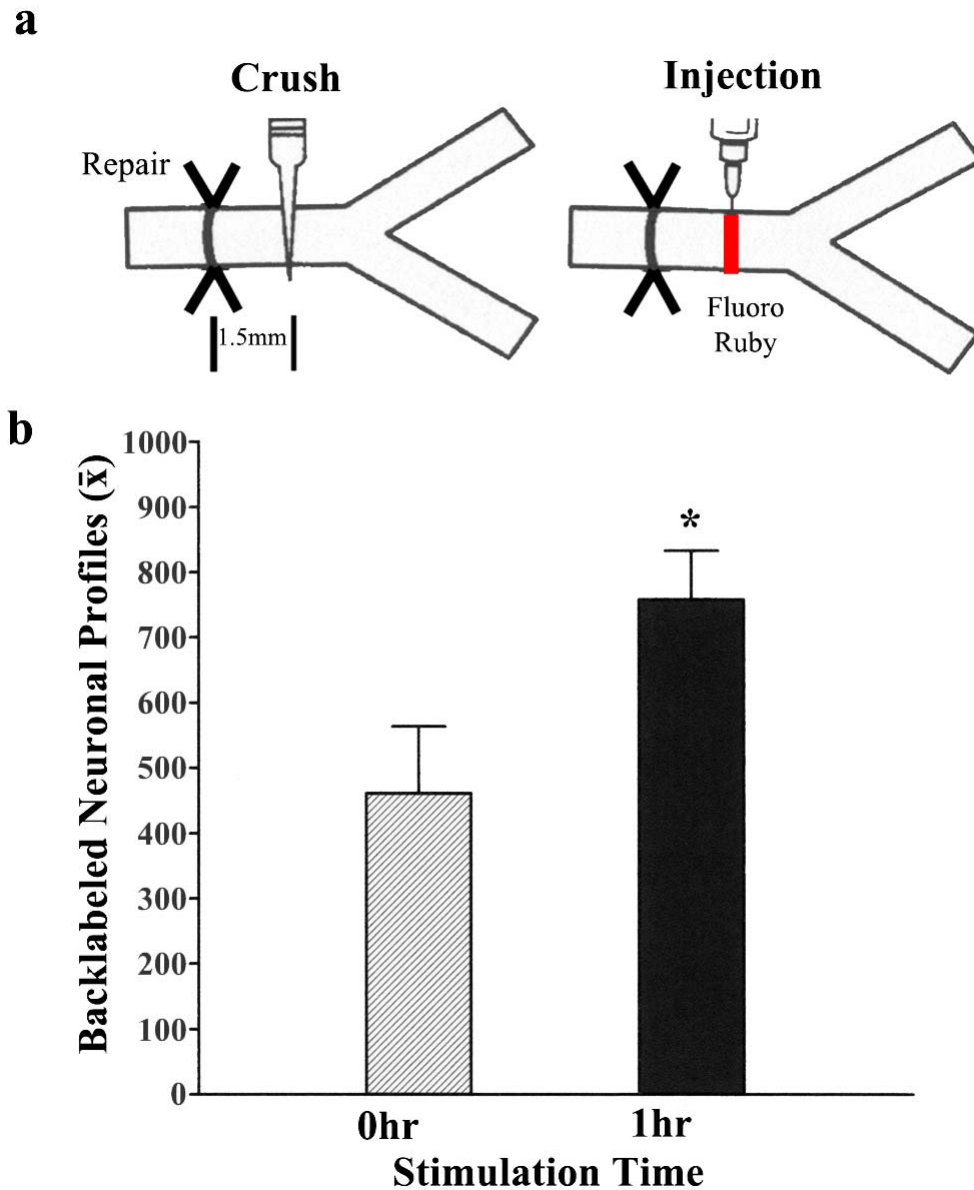 a
Crush
Injection
Repair
1.5mm
Fluoro
Ruby
b
Backlabeled Neuronal Profiles (x̄)
1000
900
800
700
600
500
400
300
200
100
0
*
0hr
1hr
Stimulation Time